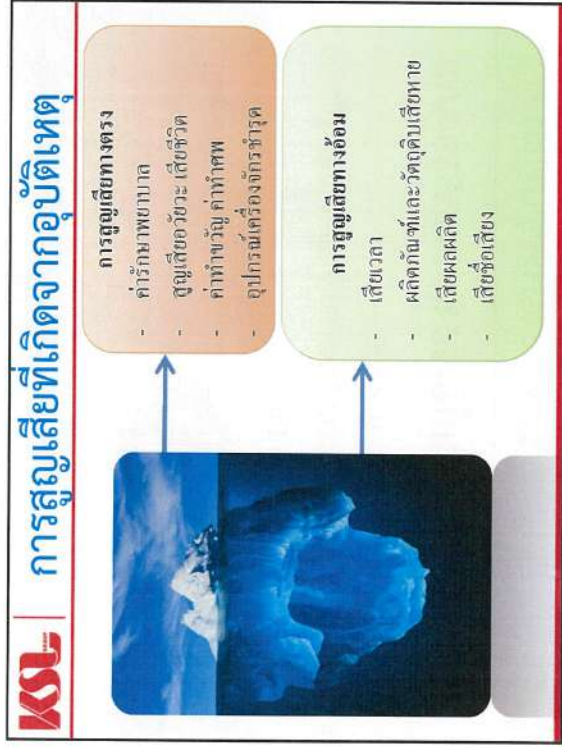 KSL
GROUP
การสูญเสียที่เกิดจากอุบัติเหตุ
การสูญเสียทางตรง
- ค่ารักษาพยาบาล
- สูญเสียอวัยวะ เสียชีวิต
- ค่าทำขวัญ ค่าทำศพ
- อุปกรณ์เครื่องจักรชำรุด
การสูญเสียทางอ้อม
- เสียเวลา
- ผลิตภัณฑ์และวัตถุดิบเสียหาย
- เสียผลผลิต
- เสียชื่อเสียง